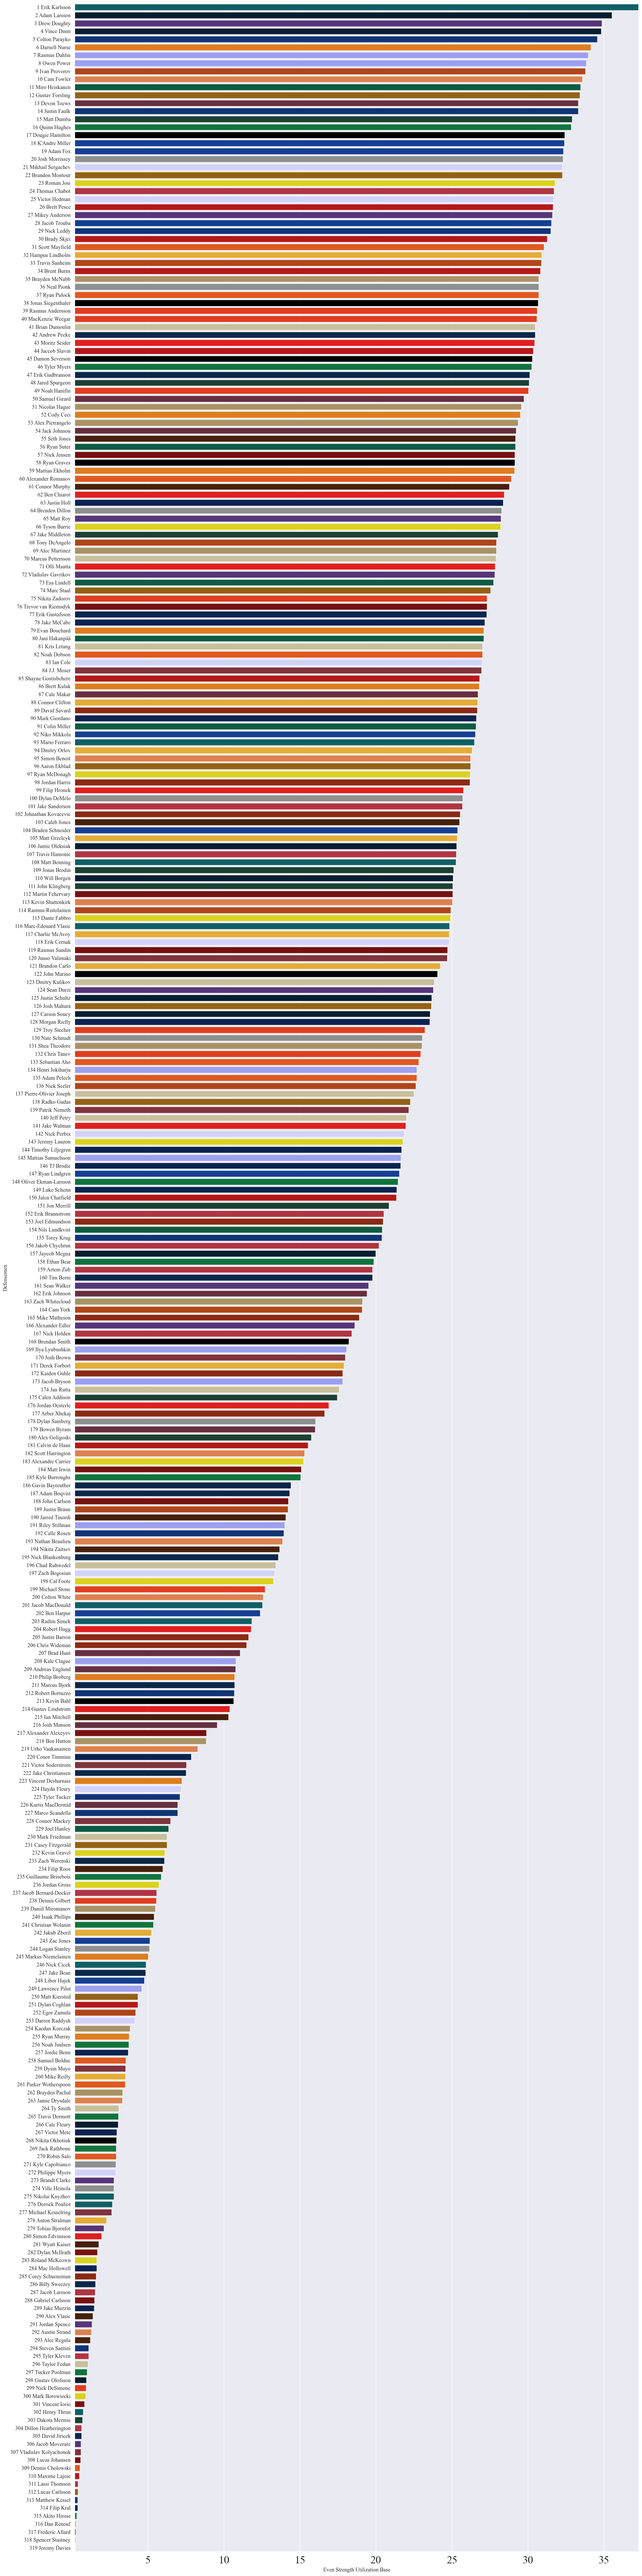 1 Erik Karlsson
2 Adam Larsson
3 Drew Doughty
4 Vince Dunn
5 Colton Parayko
6 Darnell Nurse
7 Rasmus Dahlin
8 Owen Power
9 Ivan Provorov
10 Cam Fowler
11 Miro Heiskanen
12 Gustav Forsling
13 Devon Toews
14 Justin Faulk
15 Matt Dumba
16 Quinn Hughes
17 Dougie Hamilton
18 K'Andre Miller
19 Adam Fox
20 Josh Morrissey
21 Mikhail Sergachev
22 Brandon Montour
23 Roman Josi
24 Thomas Chabot
25 Victor Hedman
26 Brett Pesce
27 Mikey Anderson
28 Jacob Trouba
29 Nick Leddy
30 Brady Skjei
31 Scott Mayfield
32 Hampus Lindholm
33 Travis Sanheim
34 Brent Burns
35 Brayden McNabb
36 Neal Pionk
37 Ryan Pulock
38 Jonas Siegenthaler
39 Rasmus Andersson
40 MacKenzie Weegar
41 Brian Dumoulin
42 Andrew Peeke
43 Moritz Seider
44 Jaccob Slavin
45 Damon Severson
46 Tyler Myers
47 Erik Gudbranson
48 Jared Spurgeon
49 Noah Hanifin
50 Samuel Girard
51 Nicolas Hague
52 Cody Ceci
53 Alex Pietrangelo
54 Jack Johnson
55 Seth Jones
56 Ryan Suter
57 Nick Jensen
58 Ryan Graves
59 Mattias Ekholm
60 Alexander Romanov
61 Connor Murphy
62 Ben Chiarot
63 Justin Holl
64 Brenden Dillon
65 Matt Roy
66 Tyson Barrie
67 Jake Middleton
68 Tony DeAngelo
69 Alec Martinez
70 Marcus Pettersson
71 Olli Maatta
72 Vladislav Gavrikov
73 Esa Lindell
74 Marc Staal
75 Nikita Zadorov
76 Trevor van Riemsdyk
77 Erik Gustafsson
78 Jake McCabe
79 Evan Bouchard
80 Jani Hakanpää
81 Kris Letang
82 Noah Dobson
83 Ian Cole
84 J.J. Moser
85 Shayne Gostisbehere
86 Brett Kulak
87 Cale Makar
88 Connor Clifton
89 David Savard
90 Mark Giordano
91 Colin Miller
92 Niko Mikkola
93 Mario Ferraro
94 Dmitry Orlov
95 Simon Benoit
96 Aaron Ekblad
97 Ryan McDonagh
98 Jordan Harris
99 Filip Hronek
100 Dylan DeMelo
101 Jake Sanderson
102 Johnathan Kovacevic
103 Caleb Jones
104 Braden Schneider
105 Matt Grzelcyk
106 Jamie Oleksiak
107 Travis Hamonic
108 Matt Benning
109 Jonas Brodin
110 Will Borgen
111 John Klingberg
112 Martin Fehervary
113 Kevin Shattenkirk
114 Rasmus Ristolainen
115 Dante Fabbro
116 Marc-Edouard Vlasic
117 Charlie McAvoy
118 Erik Cernak
119 Rasmus Sandin
120 Juuso Valimaki
121 Brandon Carlo
122 John Marino
123 Dmitry Kulikov
124 Sean Durzi
125 Justin Schultz
126 Josh Mahura
127 Carson Soucy
128 Morgan Rielly
129 Troy Stecher
130 Nate Schmidt
131 Shea Theodore
132 Chris Tanev
133 Sebastian Aho
134 Henri Jokiharju
135 Adam Pelech
136 Nick Seeler
137 Pierre-Olivier Joseph
138 Radko Gudas
139 Patrik Nemeth
140 Jeff Petry
141 Jake Walman
142 Nick Perbix
143 Jeremy Lauzon
144 Timothy Liljegren
145 Mattias Samuelsson
146 TJ Brodie
147 Ryan Lindgren
148 Oliver Ekman-Larsson
149 Luke Schenn
150 Jalen Chatfield
151 Jon Merrill
152 Erik Brannstrom
153 Joel Edmundson
154 Nils Lundkvist
155 Torey Krug
156 Jakob Chychrun
157 Jaycob Megna
158 Ethan Bear
159 Artem Zub
160 Tim Berni
161 Sean Walker
162 Erik Johnson
163 Zach Whitecloud
164 Cam York
165 Mike Matheson
166 Alexander Edler
167 Nick Holden
168 Brendan Smith
169 Ilya Lyubushkin
170 Josh Brown
171 Derek Forbort
172 Kaiden Guhle
173 Jacob Bryson
174 Jan Rutta
175 Calen Addison
176 Jordan Oesterle
177 Arber Xhekaj
178 Dylan Samberg
179 Bowen Byram
180 Alex Goligoski
181 Calvin de Haan
182 Scott Harrington
183 Alexandre Carrier
184 Matt Irwin
185 Kyle Burroughs
186 Gavin Bayreuther
187 Adam Boqvist
188 John Carlson
189 Justin Braun
190 Jarred Tinordi
191 Riley Stillman
192 Calle Rosen
193 Nathan Beaulieu
194 Nikita Zaitsev
195 Nick Blankenburg
196 Chad Ruhwedel
197 Zach Bogosian
198 Cal Foote
199 Michael Stone
200 Colton White
201 Jacob MacDonald
202 Ben Harpur
203 Radim Simek
204 Robert Hagg
205 Justin Barron
206 Chris Wideman
207 Brad Hunt
208 Kale Clague
209 Andreas Englund
210 Philip Broberg
211 Marcus Bjork
212 Robert Bortuzzo
213 Kevin Bahl
214 Gustav Lindstrom
215 Ian Mitchell
216 Josh Manson
217 Alexander Alexeyev
218 Ben Hutton
219 Urho Vaakanainen
220 Conor Timmins
221 Victor Soderstrom
222 Jake Christiansen
223 Vincent Desharnais
224 Haydn Fleury
225 Tyler Tucker
226 Kurtis MacDermid
227 Marco Scandella
228 Connor Mackey
229 Joel Hanley
230 Mark Friedman
231 Casey Fitzgerald
232 Kevin Gravel
233 Zach Werenski
234 Filip Roos
235 Guillaume Brisebois
236 Jordan Gross
237 Jacob Bernard-Docker
238 Dennis Gilbert
239 Daniil Miromanov
240 Isaak Phillips
241 Christian Wolanin
242 Jakub Zboril
243 Zac Jones
244 Logan Stanley
245 Markus Niemelainen
246 Nick Cicek
247 Jake Bean
248 Libor Hajek
249 Lawrence Pilut
250 Matt Kiersted
251 Dylan Coghlan
252 Egor Zamula
253 Darren Raddysh
254 Kaedan Korczak
255 Ryan Murray
256 Noah Juulsen
257 Jordie Benn
258 Samuel Bolduc
259 Dysin Mayo
260 Mike Reilly
261 Parker Wotherspoon
262 Brayden Pachal
263 Jamie Drysdale
264 Ty Smith
265 Travis Dermott
266 Cale Fleury
267 Victor Mete
268 Nikita Okhotiuk
269 Jack Rathbone
270 Robin Salo
271 Kyle Capobianco
272 Philippe Myers
273 Brandt Clarke
274 Ville Heinola
275 Nikolai Knyzhov
276 Derrick Pouliot
277 Michael Kesselring
278 Anton Stralman
279 Tobias Bjornfot
280 Simon Edvinsson
281 Wyatt Kaiser
282 Dylan McIlrath
283 Roland McKeown
284 Mac Hollowell
285 Corey Schueneman
286 Billy Sweezey
287 Jacob Larsson
288 Gabriel Carlsson
289 Jake Muzzin
290 Alex Vlasic
291 Jordan Spence
292 Austin Strand
293 Alec Regula
294 Steven Santini
295 Tyler Kleven
296 Taylor Fedun
297 Tucker Poolman
298 Gustav Olofsson
299 Nick DeSimone
300 Mark Borowiecki
301 Vincent Iorio
302 Henry Thrun
303 Dakota Mermis
304 Dillon Heatherington
305 David Jiricek
306 Jacob Moverare
307 Vladislav Kolyachonok
308 Lucas Johansen
309 Dennis Cholowski
310 Maxime Lajoie
311 Lassi Thomson
312 Lucas Carlsson
313 Matthew Kessel
314 Filip Kral
315 Akito Hirose
316 Dan Renouf
317 Frederic Allard
318 Spencer Stastney
319 Jeremy Davies
Defensemen
5 10 15 20 25 30 35
Even Strength Utilization Base